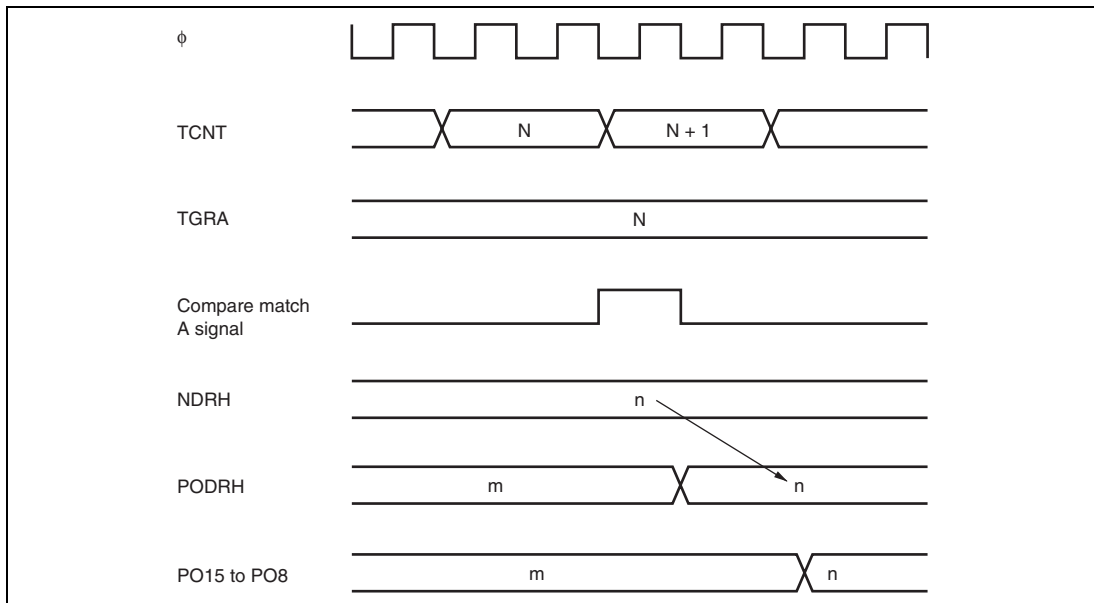 ϕ
TCNT
N
N + 1
TGRA
N
Compare match
A signal
NDRH
n
PODRH
m
n
PO15 to PO8
m
n